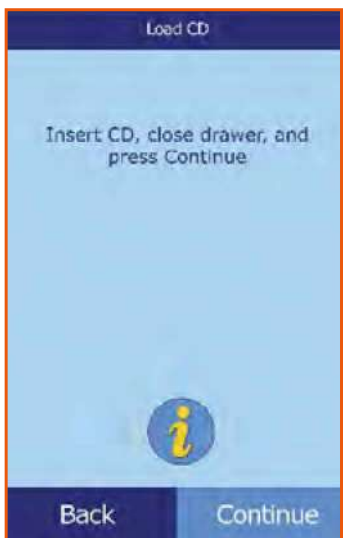 Load CD
Insert CD, close drawer, and
press Continue
i
Back
Continue